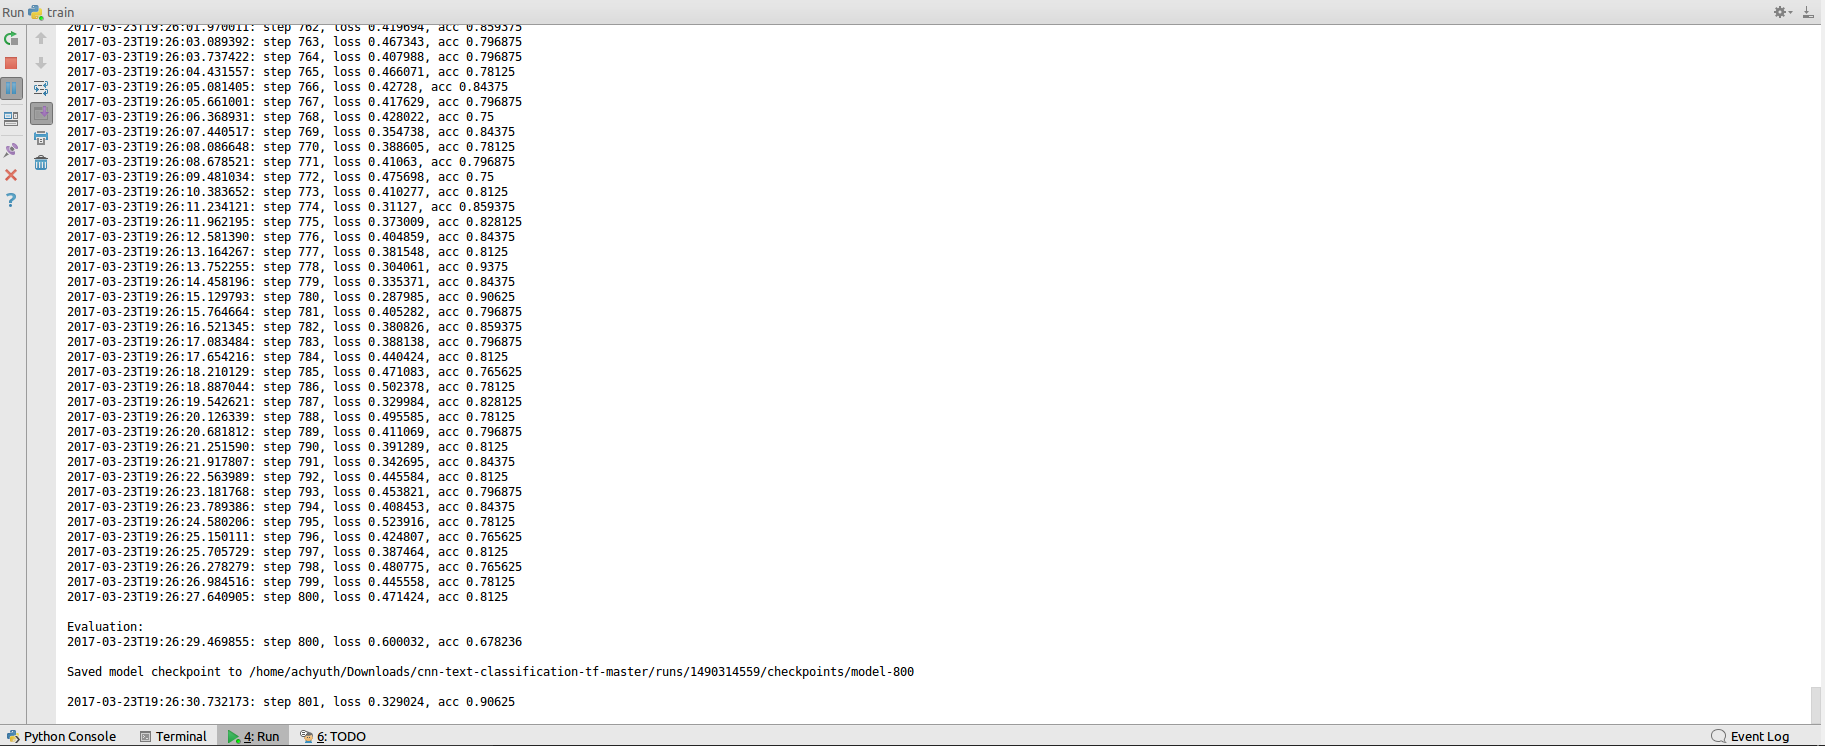 Run train
2017-03-23T19:26:01.970011: step 762, loss 0.419694, acc 0.859375
2017-03-23T19:26:03.089392: step 763, loss 0.467343, acc 0.796875
2017-03-23T19:26:03.737422: step 764, loss 0.407988, acc 0.796875
2017-03-23T19:26:04.431557: step 765, loss 0.466071, acc 0.78125
2017-03-23T19:26:05.081405: step 766, loss 0.42728, acc 0.84375
2017-03-23T19:26:05.661001: step 767, loss 0.417629, acc 0.796875
2017-03-23T19:26:06.368931: step 768, loss 0.428022, acc 0.75
2017-03-23T19:26:07.440517: step 769, loss 0.354738, acc 0.84375
2017-03-23T19:26:08.086648: step 770, loss 0.388605, acc 0.78125
2017-03-23T19:26:08.678521: step 771, loss 0.41063, acc 0.796875
2017-03-23T19:26:09.481034: step 772, loss 0.475698, acc 0.75
2017-03-23T19:26:10.383652: step 773, loss 0.410277, acc 0.8125
2017-03-23T19:26:11.234121: step 774, loss 0.31127, acc 0.859375
2017-03-23T19:26:11.962195: step 775, loss 0.373009, acc 0.828125
2017-03-23T19:26:12.581390: step 776, loss 0.404859, acc 0.84375
2017-03-23T19:26:13.164267: step 777, loss 0.381548, acc 0.8125
2017-03-23T19:26:13.752255: step 778, loss 0.304061, acc 0.9375
2017-03-23T19:26:14.458196: step 779, loss 0.335371, acc 0.84375
2017-03-23T19:26:15.129793: step 780, loss 0.287985, acc 0.90625
2017-03-23T19:26:15.764664: step 781, loss 0.405282, acc 0.796875
2017-03-23T19:26:16.521345: step 782, loss 0.380826, acc 0.859375
2017-03-23T19:26:17.083484: step 783, loss 0.388138, acc 0.796875
2017-03-23T19:26:17.654216: step 784, loss 0.440424, acc 0.8125
2017-03-23T19:26:18.210129: step 785, loss 0.471083, acc 0.765625
2017-03-23T19:26:18.887044: step 786, loss 0.502378, acc 0.78125
2017-03-23T19:26:19.542621: step 787, loss 0.329984, acc 0.828125
2017-03-23T19:26:20.126339: step 788, loss 0.495585, acc 0.78125
2017-03-23T19:26:20.681812: step 789, loss 0.411069, acc 0.796875
2017-03-23T19:26:21.251590: step 790, loss 0.391289, acc 0.8125
2017-03-23T19:26:21.917807: step 791, loss 0.342695, acc 0.84375
2017-03-23T19:26:22.563989: step 792, loss 0.445584, acc 0.8125
2017-03-23T19:26:23.181768: step 793, loss 0.453821, acc 0.796875
2017-03-23T19:26:23.789386: step 794, loss 0.408453, acc 0.84375
2017-03-23T19:26:24.580206: step 795, loss 0.523916, acc 0.78125
2017-03-23T19:26:25.150111: step 796, loss 0.424807, acc 0.765625
2017-03-23T19:26:25.705729: step 797, loss 0.387464, acc 0.8125
2017-03-23T19:26:26.278279: step 798, loss 0.480775, acc 0.765625
2017-03-23T19:26:26.984516: step 799, loss 0.445558, acc 0.78125
2017-03-23T19:26:27.640905: step 800, loss 0.471424, acc 0.8125
Evaluation:
2017-03-23T19:26:29.469855: step 800, loss 0.600032, acc 0.678236
Saved model checkpoint to /home/achyuth/Downloads/cnn-text-classification-tf-master/runs/1490314559/checkpoints/model-800
2017-03-23T19:26:30.732173: step 801, loss 0.329024, acc 0.90625
Python Console Terminal 4: Run 6: TODO Event Log